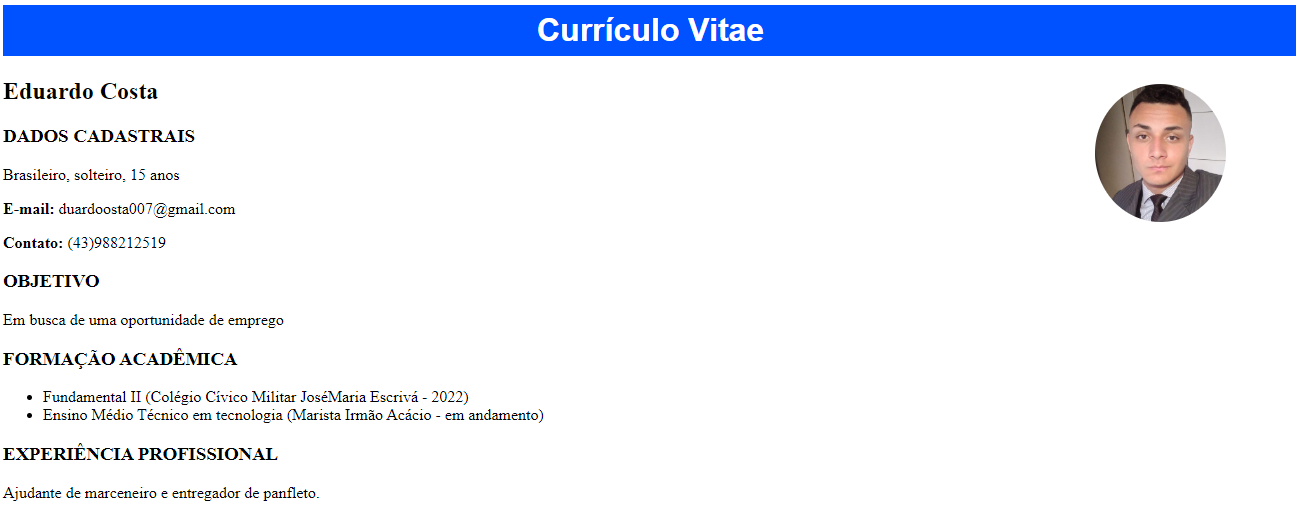 Currículo Vitae
Eduardo Costa
DADOS CADASTRAIS
Brasileiro, solteiro, 15 anos
E-mail: duardoosta007@gmail.com
Contato: (43)988212519
OBJETIVO
Em busca de uma oportunidade de emprego
FORMAÇÃO ACADÊMICA
• Fundamental II (Colégio Cívico Militar JoséMaria Escrivá - 2022)
• Ensino Médio Técnico em tecnologia (Marista Irmão Acácio - em andamento)
EXPERIÊNCIA PROFISSIONAL
Ajudante de marceneiro e entregador de panfleto.